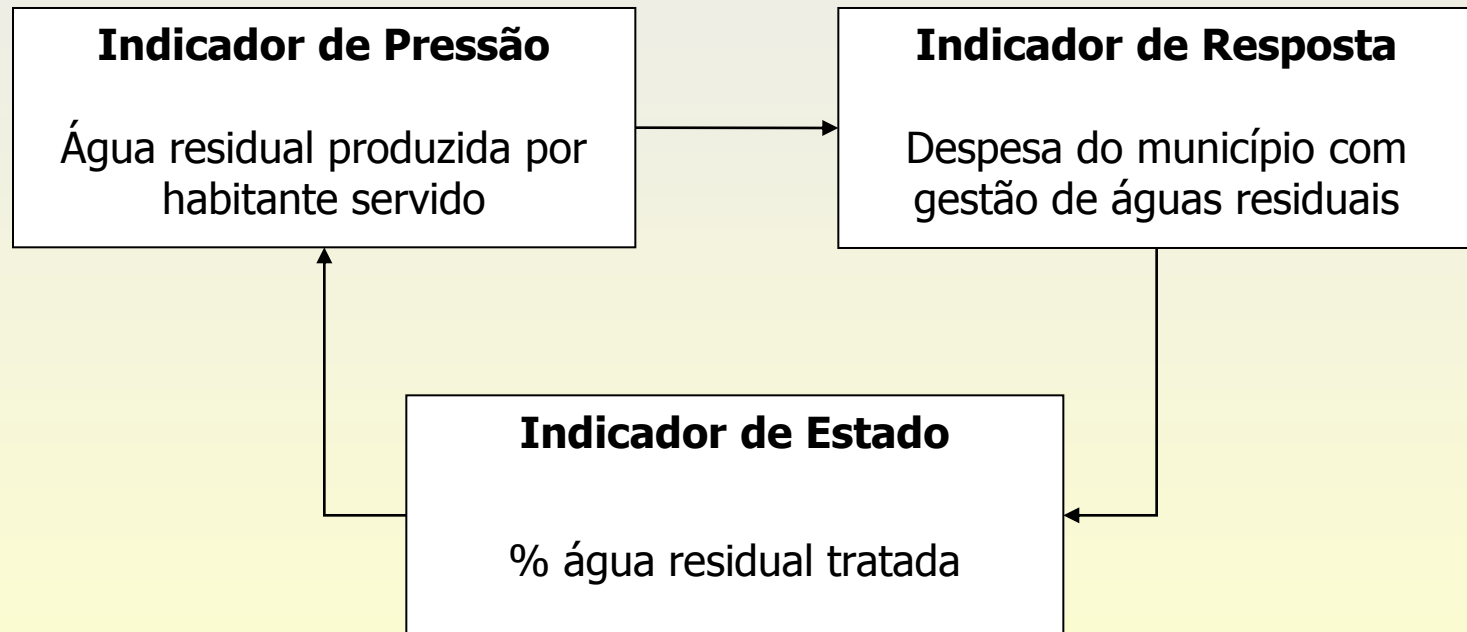 Indicador de Pressão
Água residual produzida por
habitante servido
Indicador de Resposta
Despesa do município com
gestão de águas residuais
Indicador de Estado
% água residual tratada